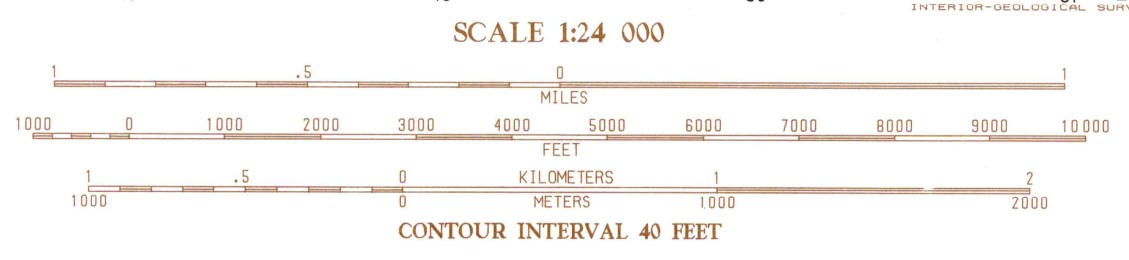 INTERIOR-GEOLOGICAL
SCALE 1:24 000
1 .5 0 1
MILES
1000 0 1000 2000 3000 4000 5000 6000 7000 8000 9000 10000
FEET
1 .5 0 KILOMETERS 1 2
1000 0 METERS 1000 2000
CONTOUR INTERVAL 40 FEET